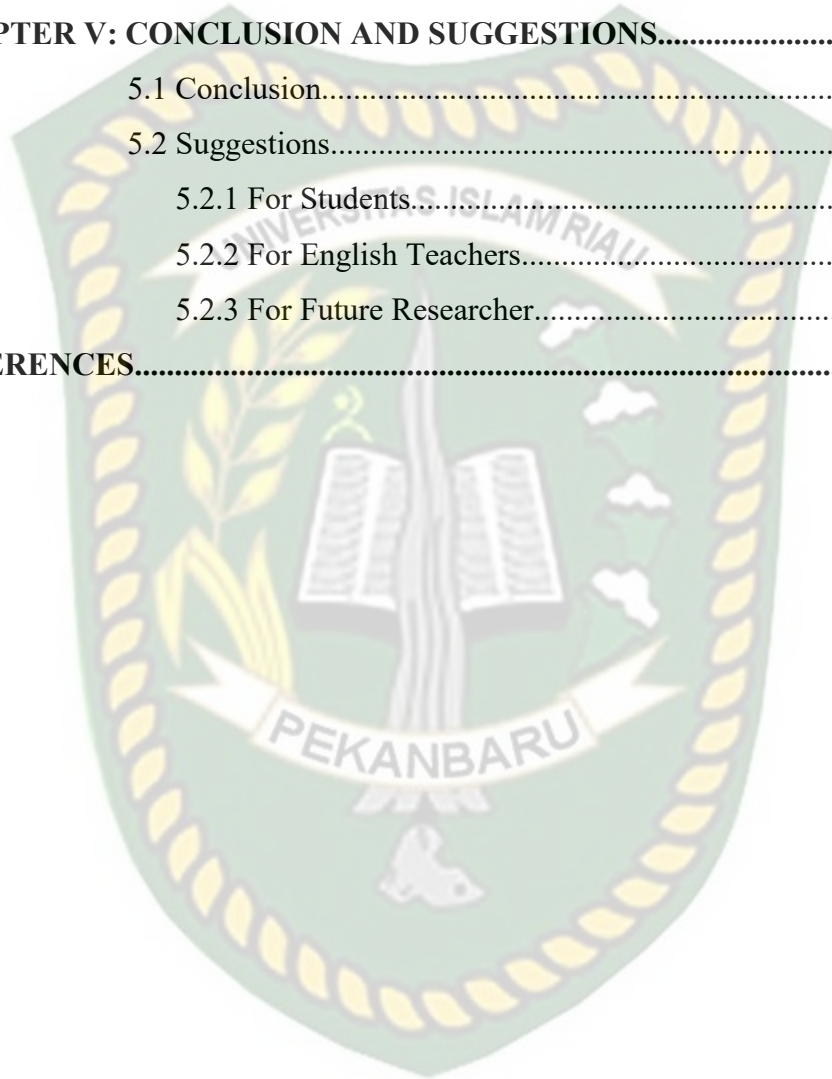 PTER V: CONCLUSION AND SUGGESTIONS......................
5.1 Conclusion................................................................
5.2 Suggestions...............................................................
5.2.1 For Students.....................................................
UNIVERSITAS ISLAM RIAU
5.2.2 For English Teachers.......................................
5.2.3 For Future Researcher.....................................
ERENCES.......................................................................................
PEKANBARU